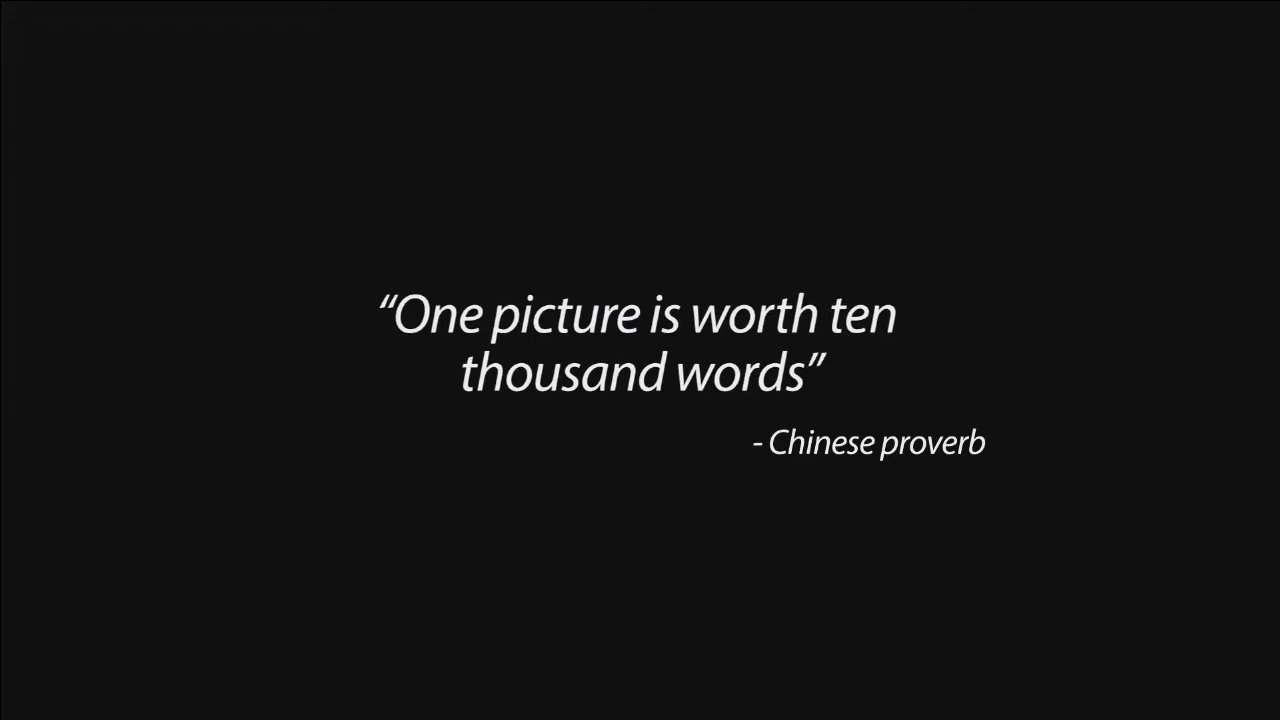 “One picture is worth ten
thousand words”
- Chinese proverb